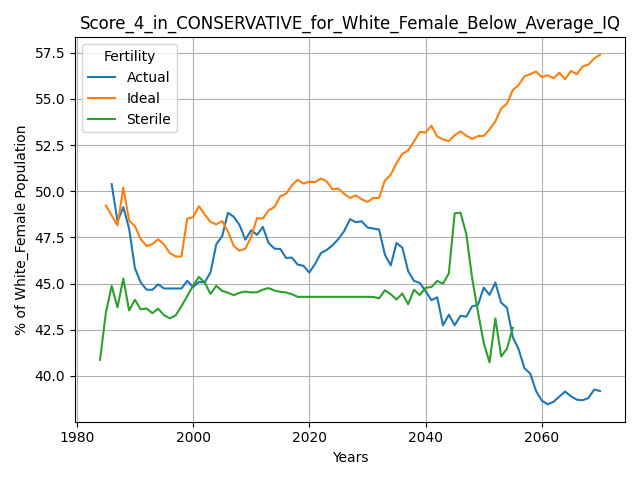 Score_4_in_CONSERVATIVE_for_White_Female_Below_Average_IQ
Fertility
Actual
Ideal
Sterile
% of White_Female Population
57.5
55.0
52.5
50.0
47.5
45.0
42.5
40.0
1980
2000
2020
2040
2060
Years